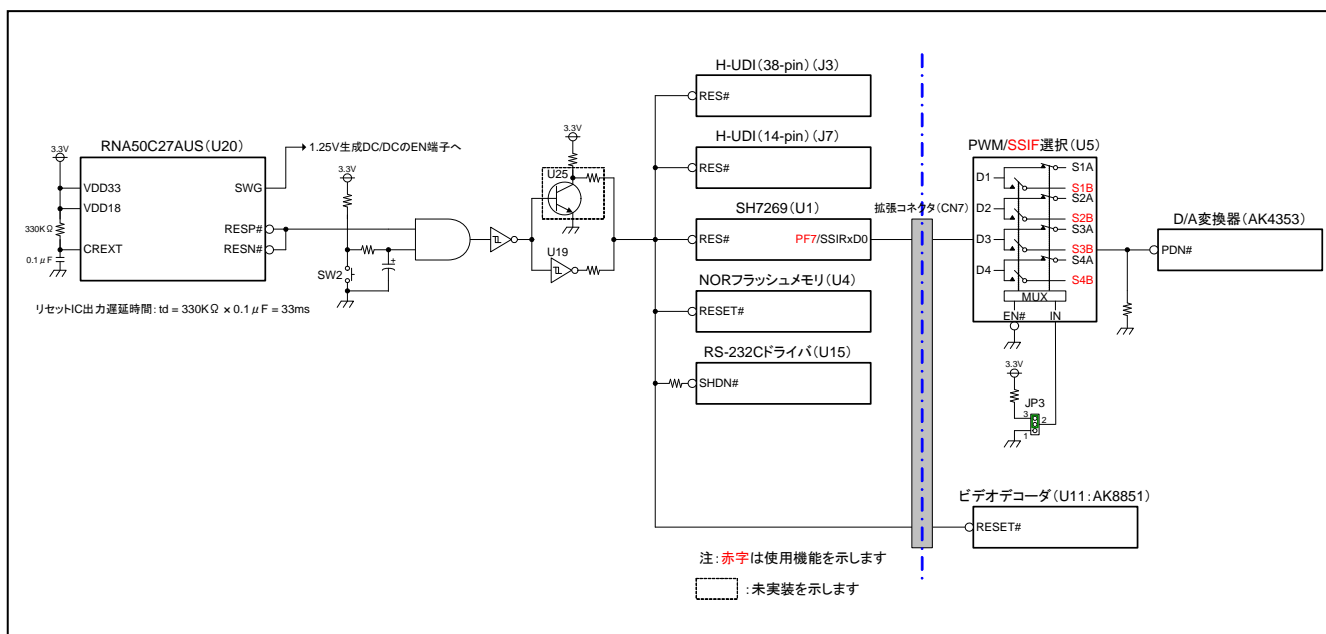 RNA50C27AUS(U20)
3.3V
VDD33
VDD18
330KΩ
CREXT
0.1μF
SWG
RESP#
RESN#
1.25V生成DC/DCのEN端子へ
リセットIC出力遅延時間: td = 330KΩ × 0.1μF = 33ms
3.3V
SW2
+
3.3V
U25
U19
H-UDI(38-pin) (J3)
RES#
H-UDI(14-pin) (J7)
RES#
SH7269(U1)
RES#
PF7/SSIRxD0
NORフラッシュメモリ(U4)
RESET#
RS-232Cドライバ(U15)
SHDN#
拡張コネクタ(CN7)
PWM/SSIF選択(U5)
D1
S1A
S1B
D2
S2A
S2B
D3
S3A
S3B
D4
S4A
S4B
MUX
EN#
IN
3.3V
JP3
3
2
1
D/A変換器(AK4353)
PDN#
ビデオデコーダ(U11:AK8851)
RESET#
注:赤字は使用機能を示します
:未実装を示します